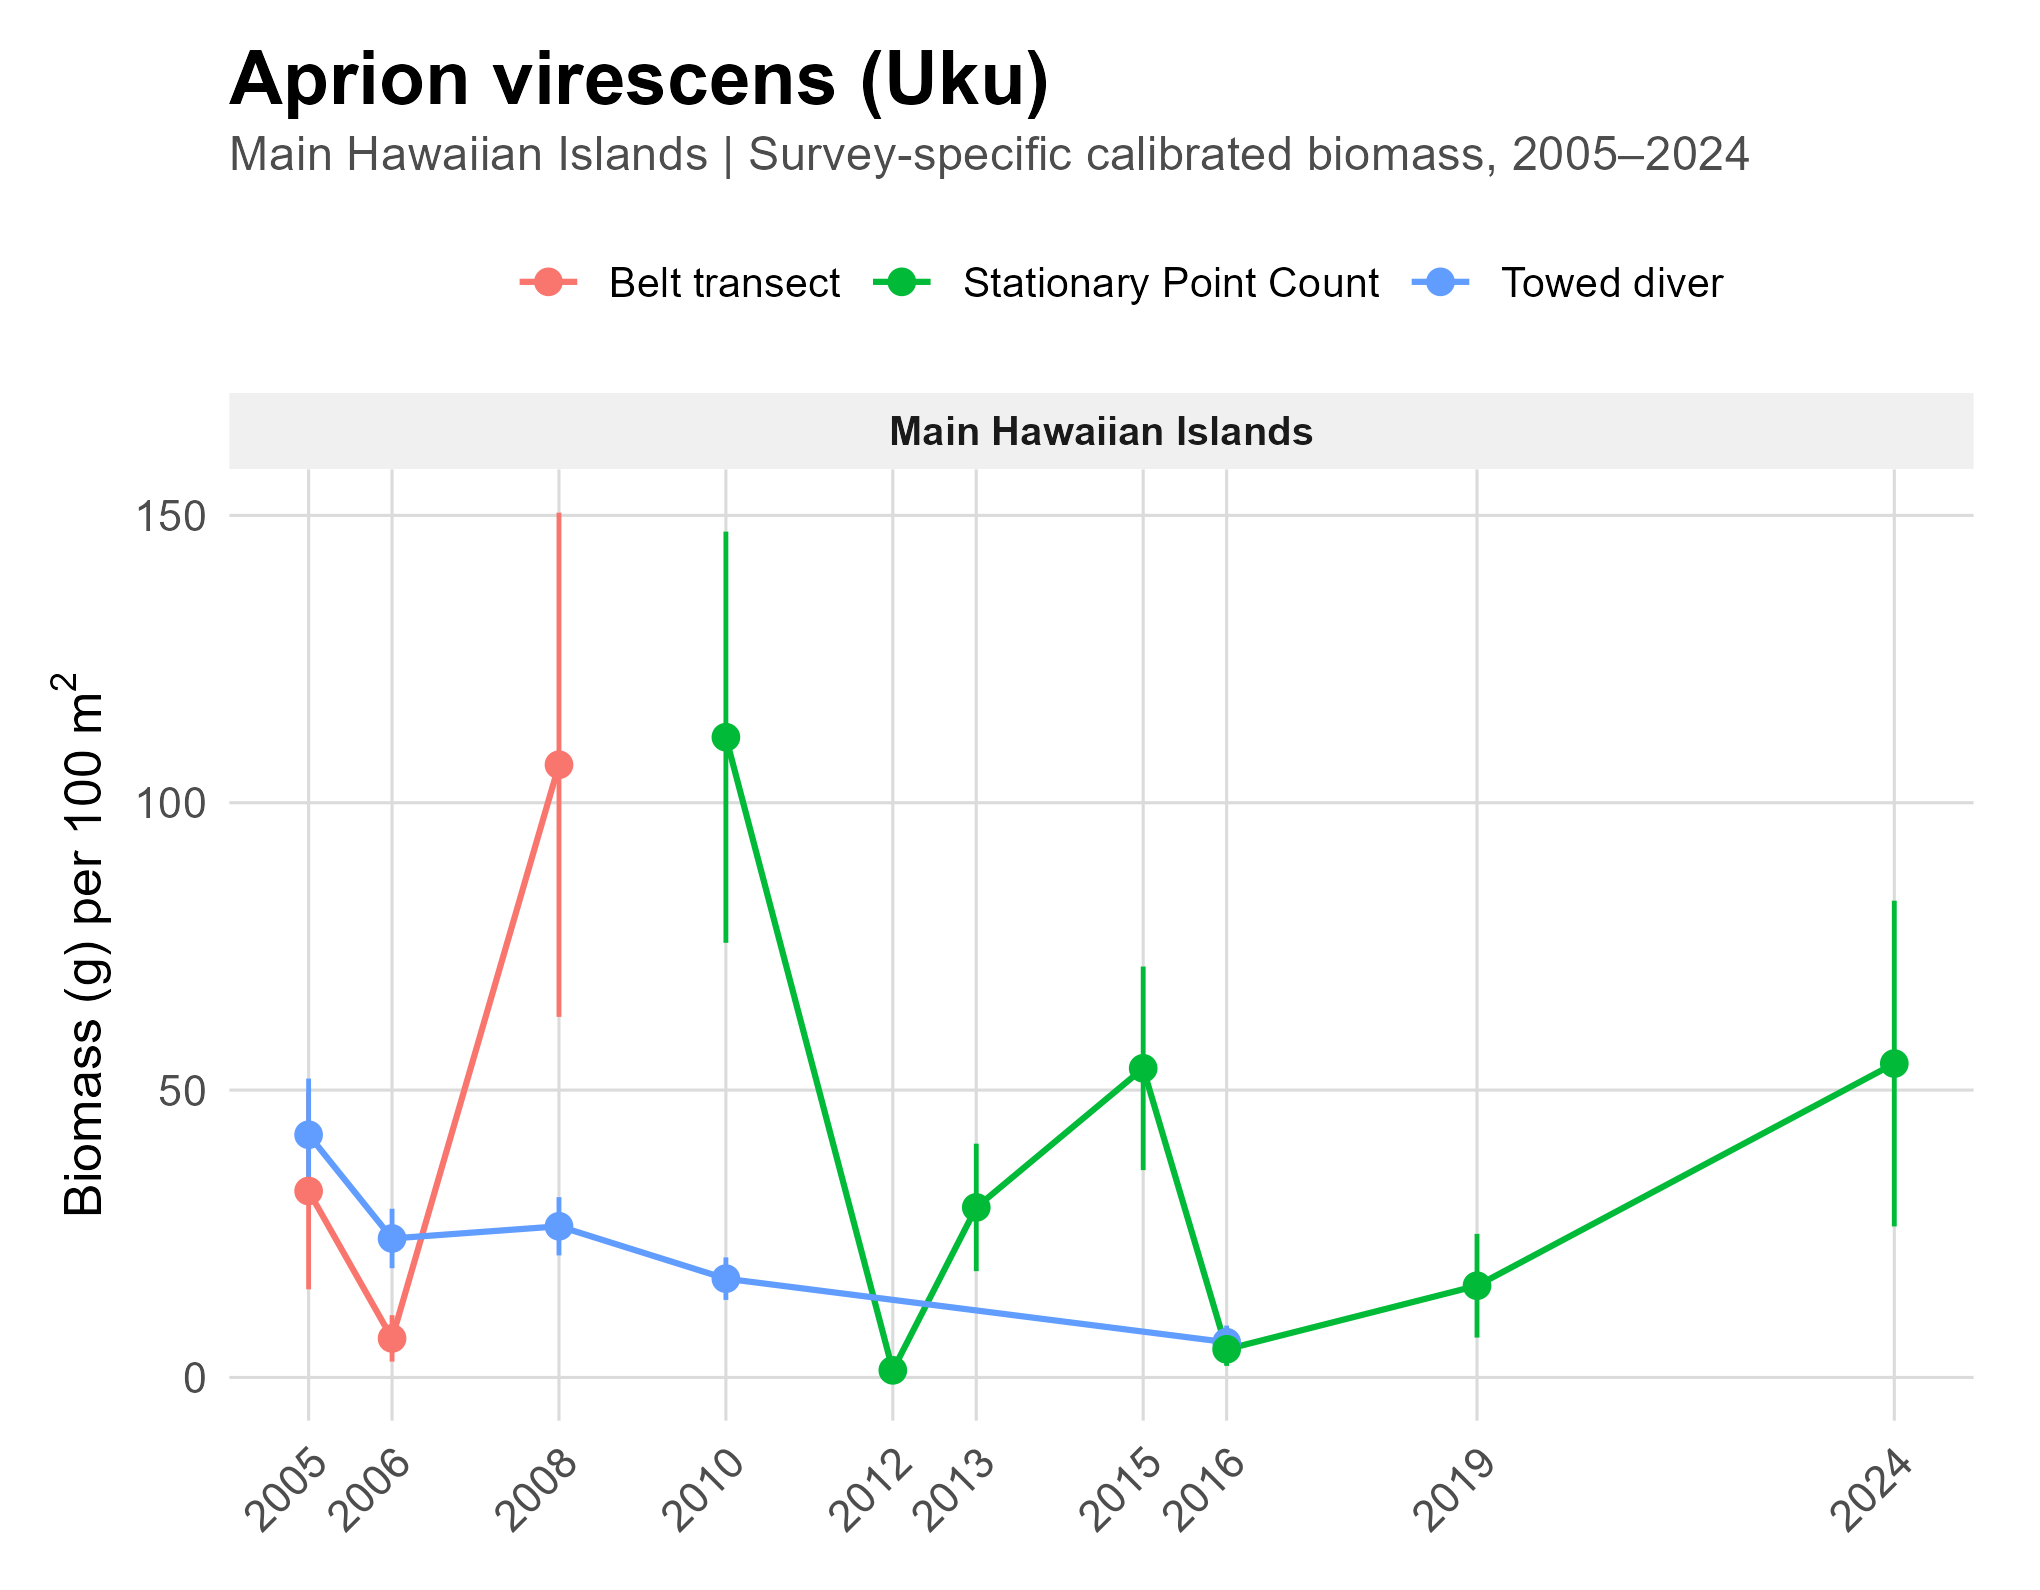 Aprion virescens (Uku)
Main Hawaiian Islands | Survey-specific calibrated biomass, 2005–2024
Belt transect Stationary Point Count Towed diver
Main Hawaiian Islands
Biomass (g) per 100 m²
150
100
50
0
2005 2006 2008 2010 2012 2013 2015 2016 2019 2024